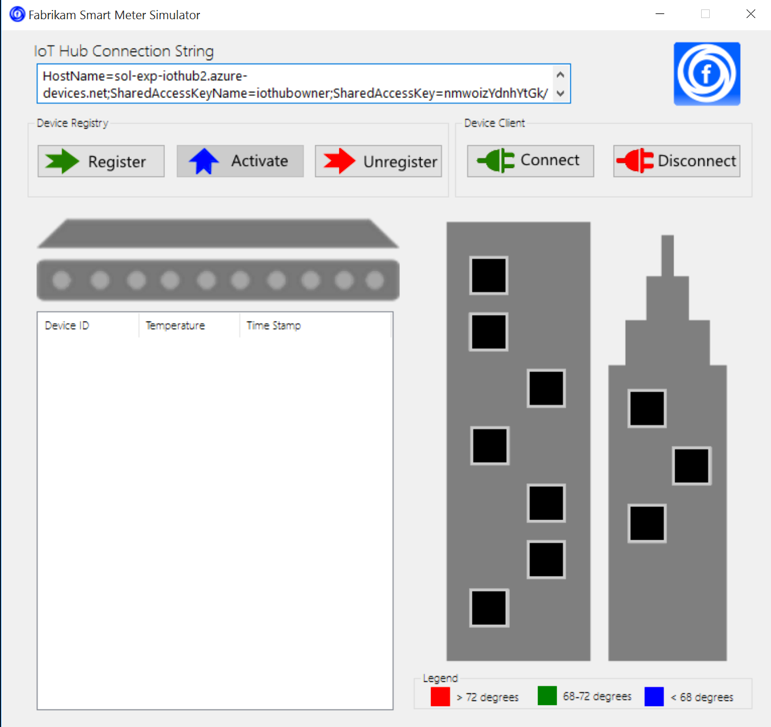 Fabrikam Smart Meter Simulator
IoT Hub Connection String
HostName=sol-exp-iothub2.azure-
devices.net;SharedAccessKeyName=iothubowner;SharedAccessKey=nmwoizYdnhYtGk/
Device Registry
Device Client
Register
Activate
Unregister
Connect
Disconnect
Device ID
Temperature
Time Stamp
Legend
> 72 degrees
68-72 degrees
< 68 degrees